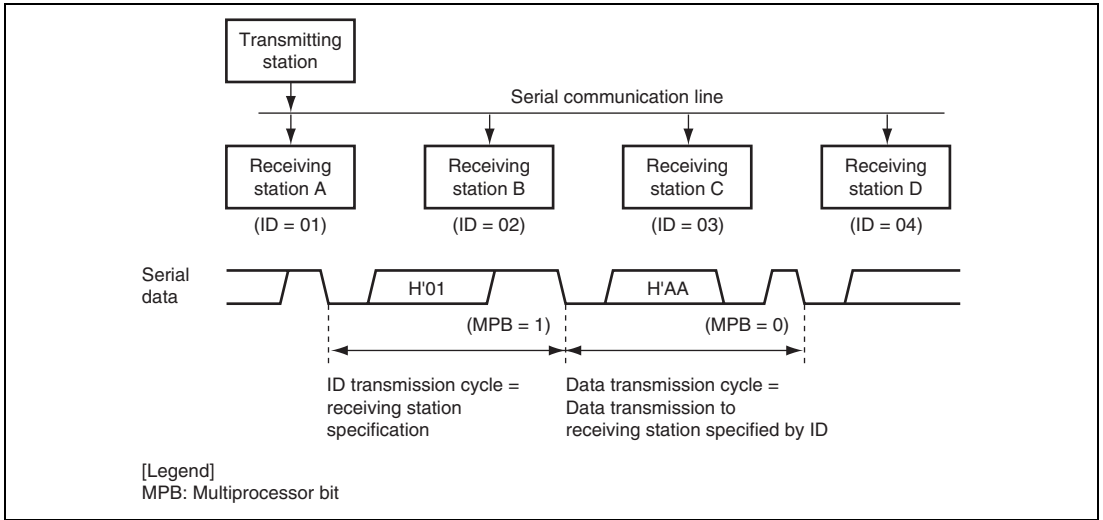 Transmitting
station
Serial communication line
Receiving
station A
Receiving
station B
Receiving
station C
Receiving
station D
(ID = 01)
(ID = 02)
(ID = 03)
(ID = 04)
Serial
data
H'01
H'AA
(MPB = 1)
(MPB = 0)
ID transmission cycle =
receiving station
specification
Data transmission cycle =
Data transmission to
receiving station specified by ID
[Legend]
MPB: Multiprocessor bit